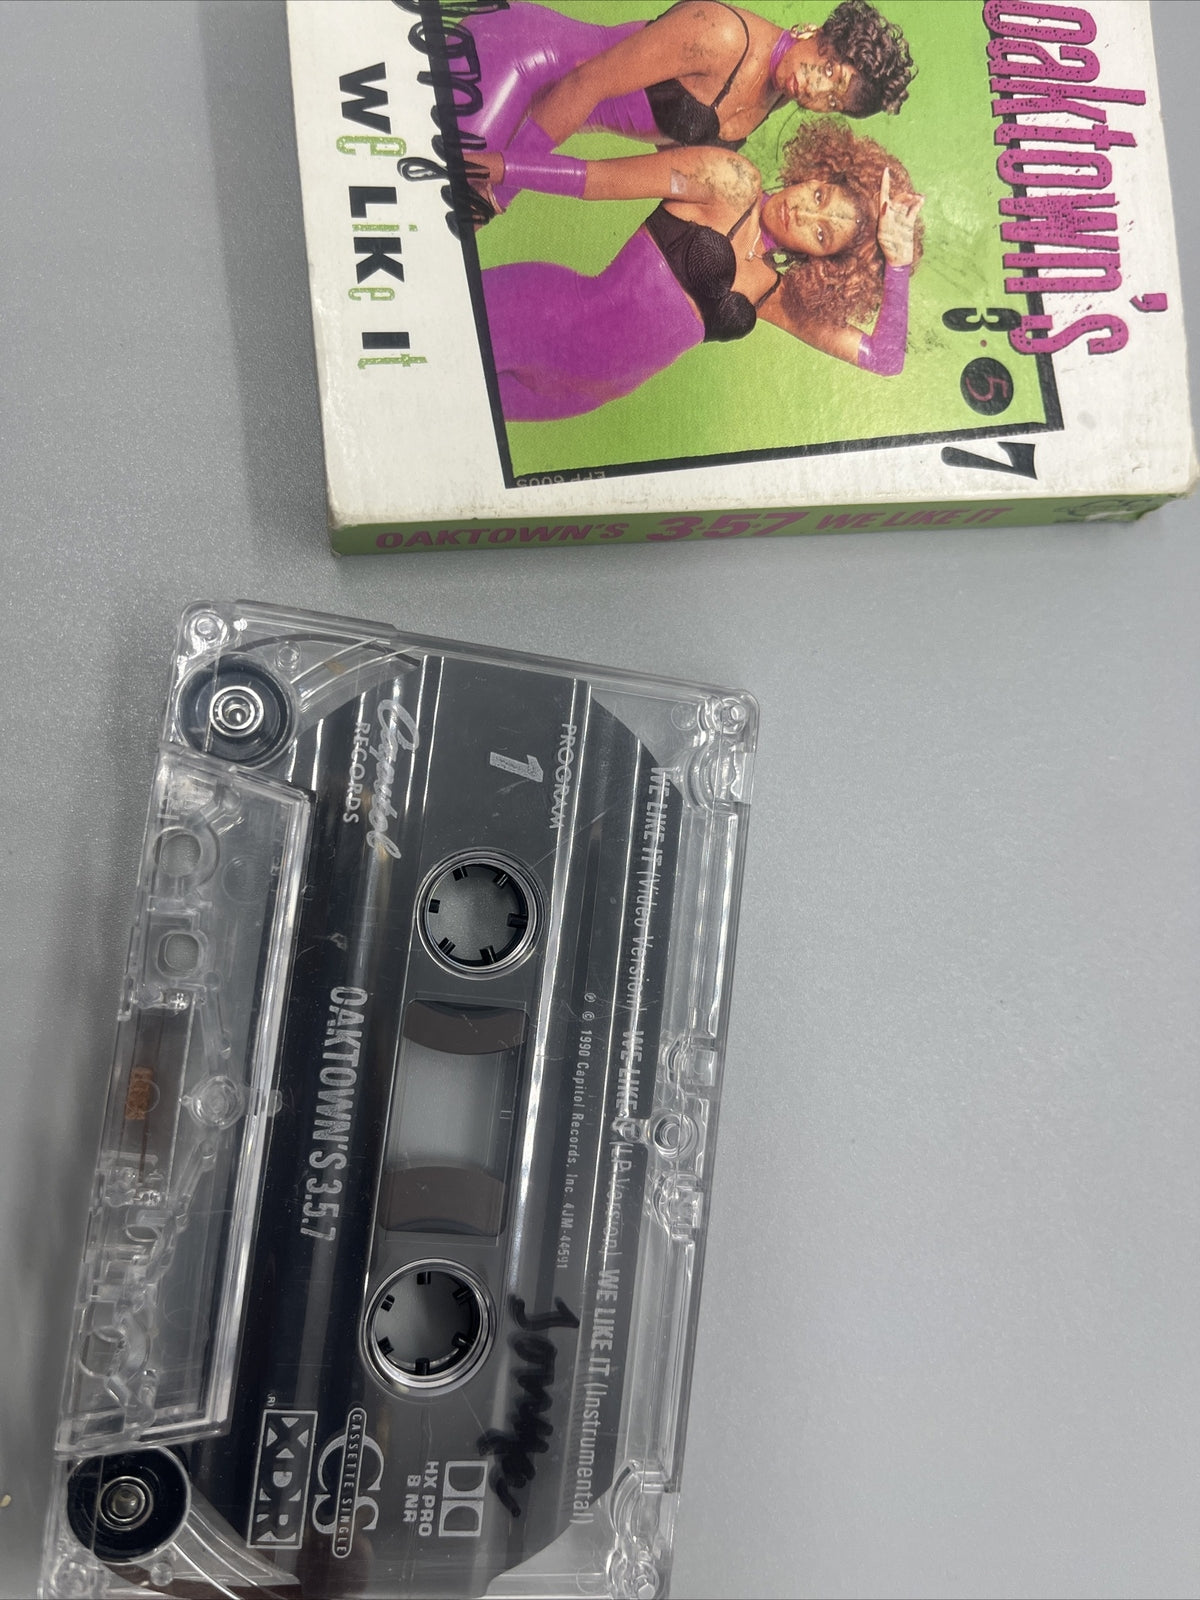 oaktown's
3·5·7
We Like It
OAKTOWN'S 3·5·7 WE LIKE IT
WE LIKE IT (Video Version) WE LIKE IT (LP Version) WE LIKE IT (Instrumental)
℗ © 1990 Capitol Records, Inc. 4JM-44591
PROGRAM
1
Capitol
RECORDS
OAKTOWN'S 3.5.7
HX PRO
B NR
CS
CASSETTE SINGLE
XDR